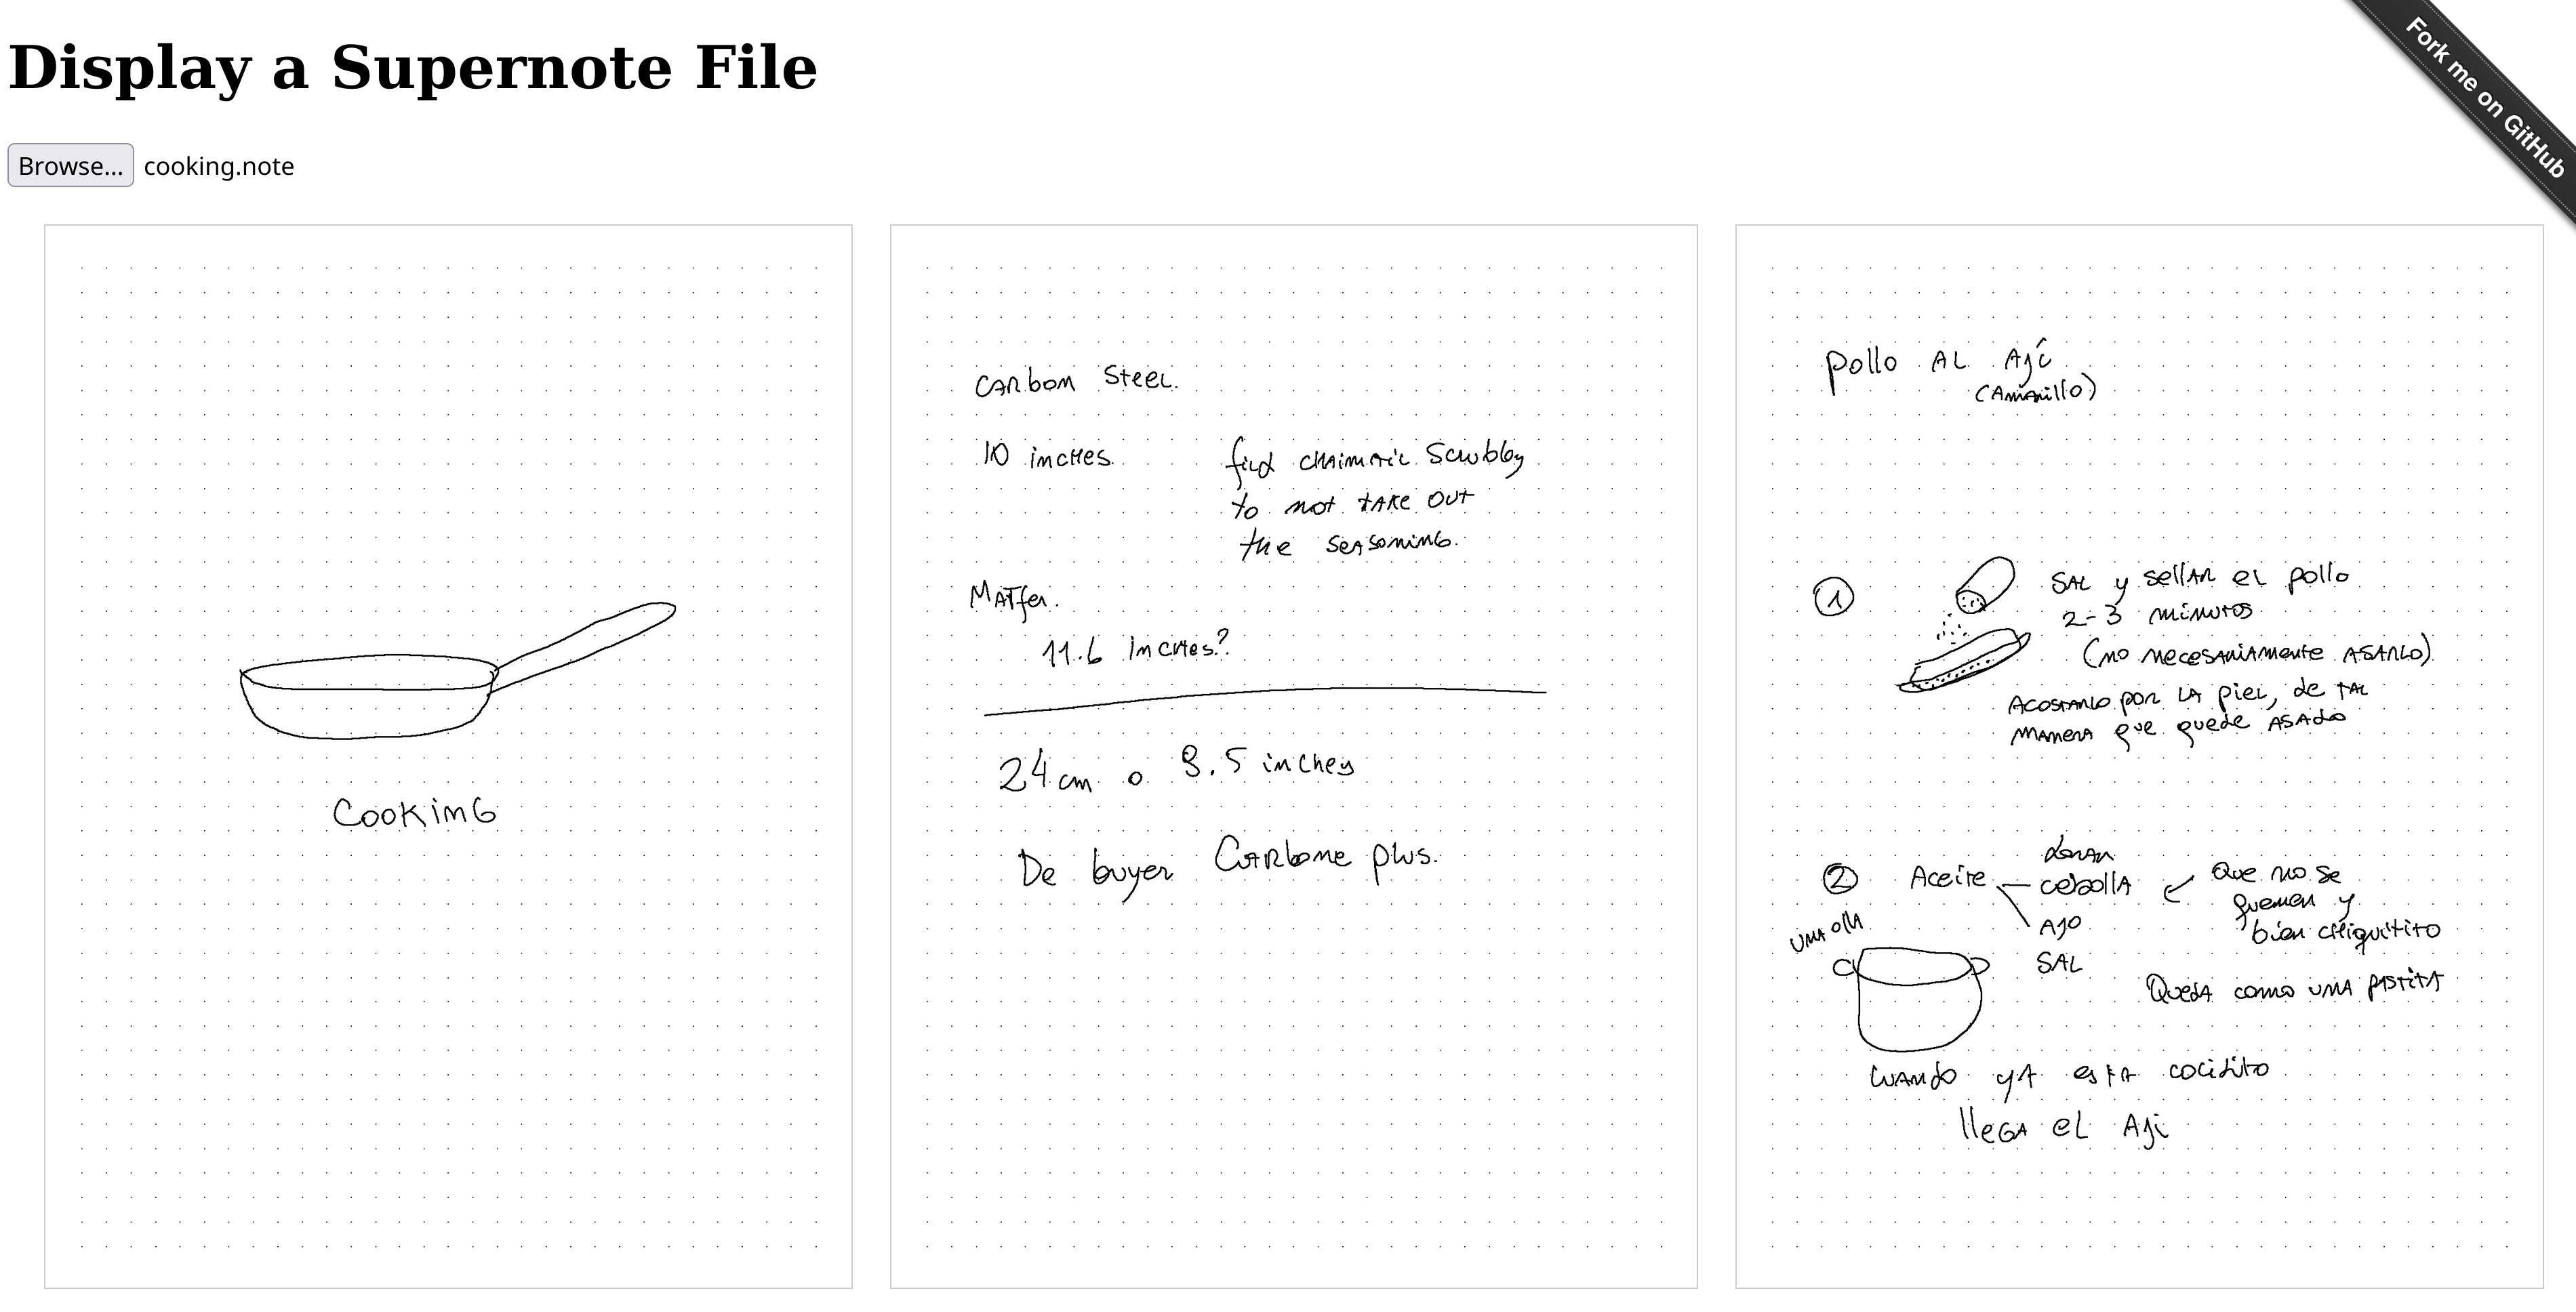 Display a Supernote File
Fork me on GitHub
Browse... cooking.note
Cooking
Carbon Steel.
10 inches
find chainmail Scrubby
to not take out
the seasoning.
Matfer.
11.6 inches?
24 cm o 9.5 inches
De buyer Carbone plus.
pollo AL Ají
(Amarillo)
1
SAL y sellar el pollo
2-3 minutos
(no necesariamente ASARLO)
Acostarlo por LA piel, de tal
manera que quede ASAdo
2
Aceite
dorar
cebolla
Ajo
SAL
Que no se
quemen y
bien chiquitito
una olla
Queda como una pastita
Cuando ya esta cocidito
llega el Aji